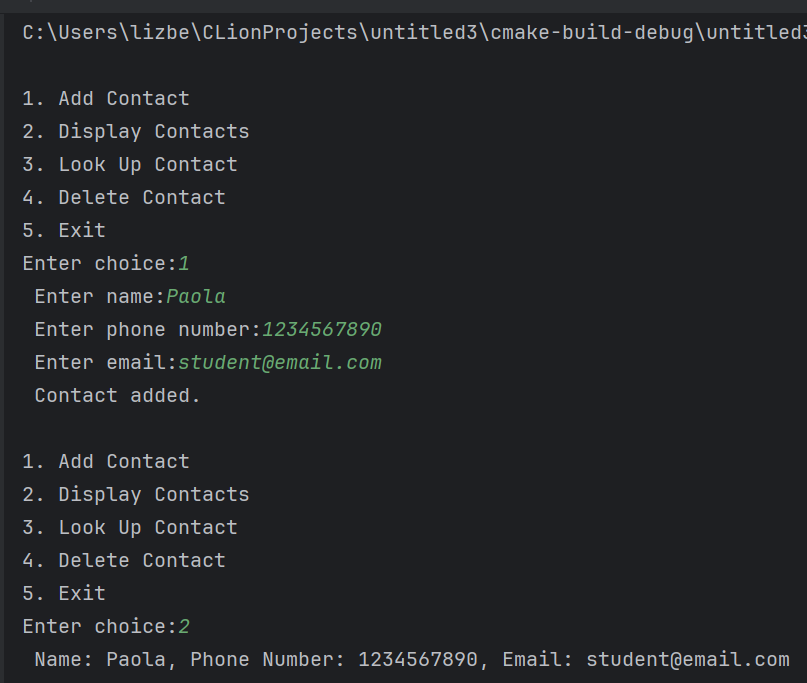 C:\Users\lizbe\CLionProjects\untitled3\cmake-build-debug\untitled3
1. Add Contact
2. Display Contacts
3. Look Up Contact
4. Delete Contact
5. Exit
Enter choice:1
Enter name:Paola
Enter phone number:1234567890
Enter email:student@email.com
Contact added.
1. Add Contact
2. Display Contacts
3. Look Up Contact
4. Delete Contact
5. Exit
Enter choice:2
Name: Paola, Phone Number: 1234567890, Email: student@email.com